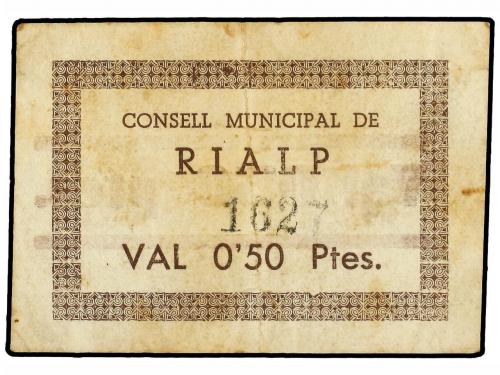 CONSELL MUNICIPAL DE
RIALP
1627
VAL 0'50 Ptes.